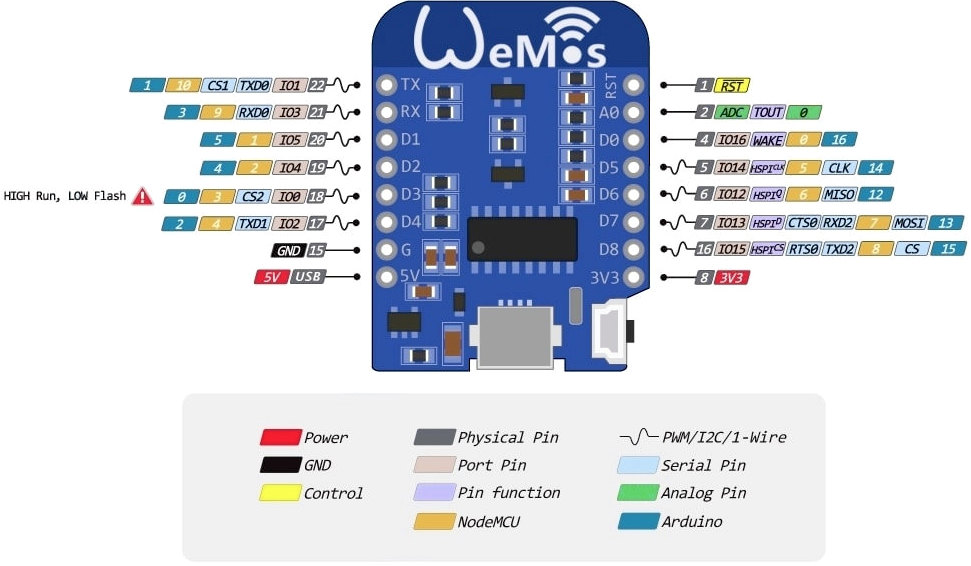 WeMos
1 10 CS1 TXD0 IO1 22 TX RST 1 RST
3 9 RXD0 IO3 21 RX A0 2 ADC TOUT 0
5 1 IO5 20 D1 D0 4 IO16 WAKE 0 16
4 2 IO4 19 D2 D5 5 IO14 HSPICLK 5 CLK 14
HIGH Run, LOW Flash ! 0 3 CS2 IO0 18 D3 D6 6 IO12 HSPIQ 6 MISO 12
2 4 TXD1 IO2 17 D4 D7 7 IO13 HSPID CTS0 RXD2 7 MOSI 13
GND 15 G D8 16 IO15 HSPICS RTS0 TXD2 8 CS 15
5V USB 5V 3V3 8 3V3
Power Physical Pin PWM/I2C/1-Wire
GND Port Pin Serial Pin
Control Pin function Analog Pin
NodeMCU Arduino